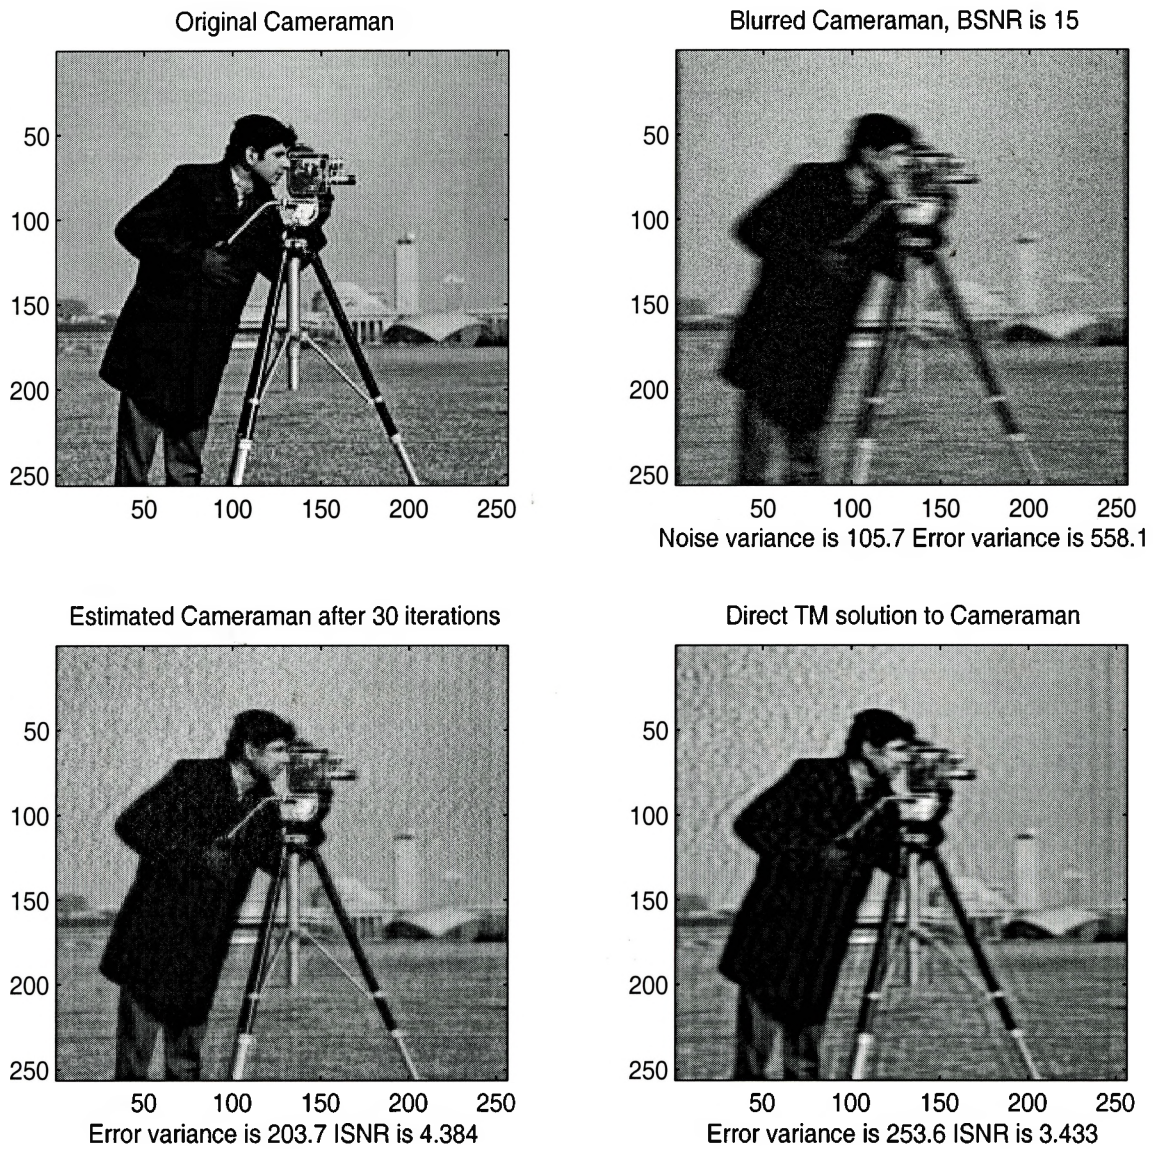 Original Cameraman
50
100
150
200
250
50 100 150 200 250
Blurred Cameraman, BSNR is 15
50
100
150
200
250
50 100 150 200 250
Noise variance is 105.7 Error variance is 558.1
Estimated Cameraman after 30 iterations
50
100
150
200
250
50 100 150 200 250
Error variance is 203.7 ISNR is 4.384
Direct TM solution to Cameraman
50
100
150
200
250
50 100 150 200 250
Error variance is 253.6 ISNR is 3.433